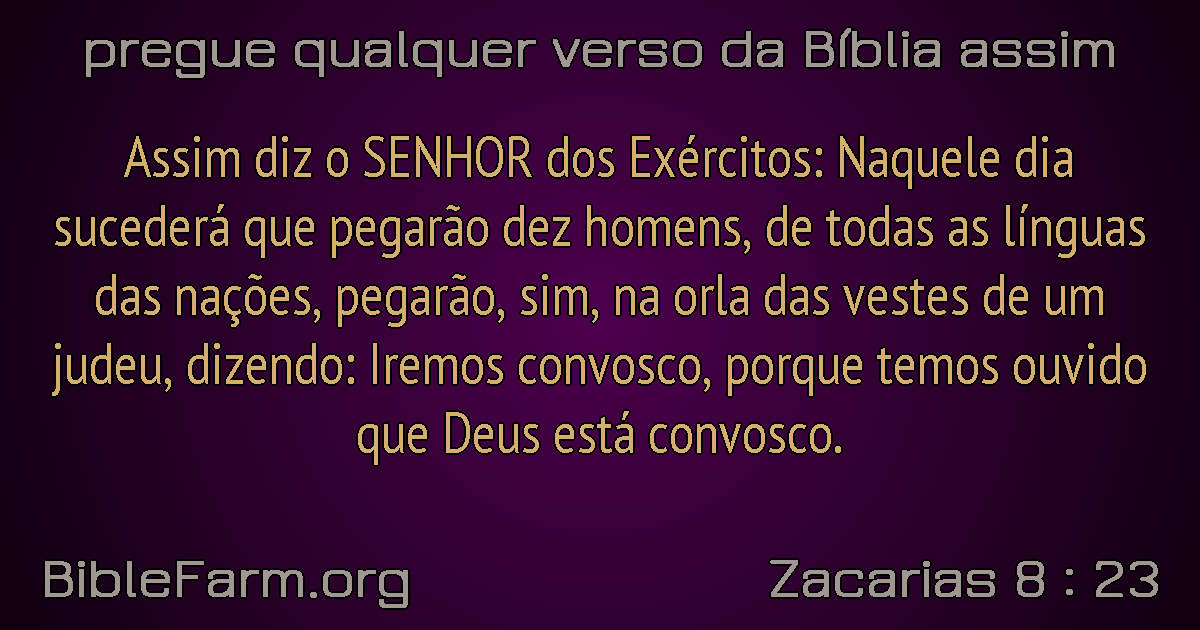 pregue qualquer verso da Bíblia assim
Assim diz o SENHOR dos Exércitos: Naquele dia
sucederá que pegarão dez homens, de todas as línguas
das nações, pegarão, sim, na orla das vestes de um
judeu, dizendo: Iremos convosco, porque temos ouvido
que Deus está convosco.
BibleFarm.org
Zacarias 8 : 23